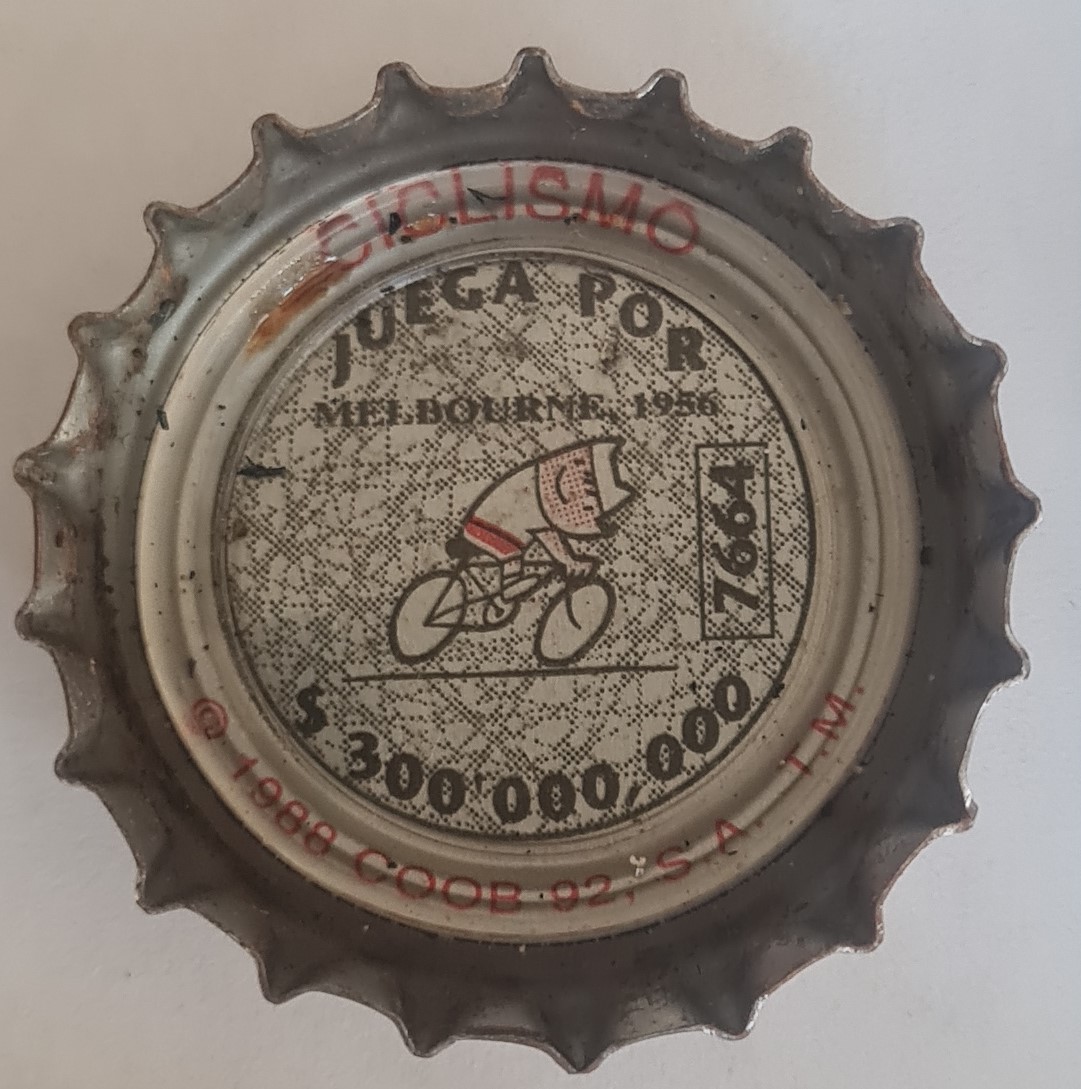 CICLISMO
JUEGA POR
MELBOURNE, 1956
7664
$ 300'000,000
© 1988 COOB 92, S.A. T.M.